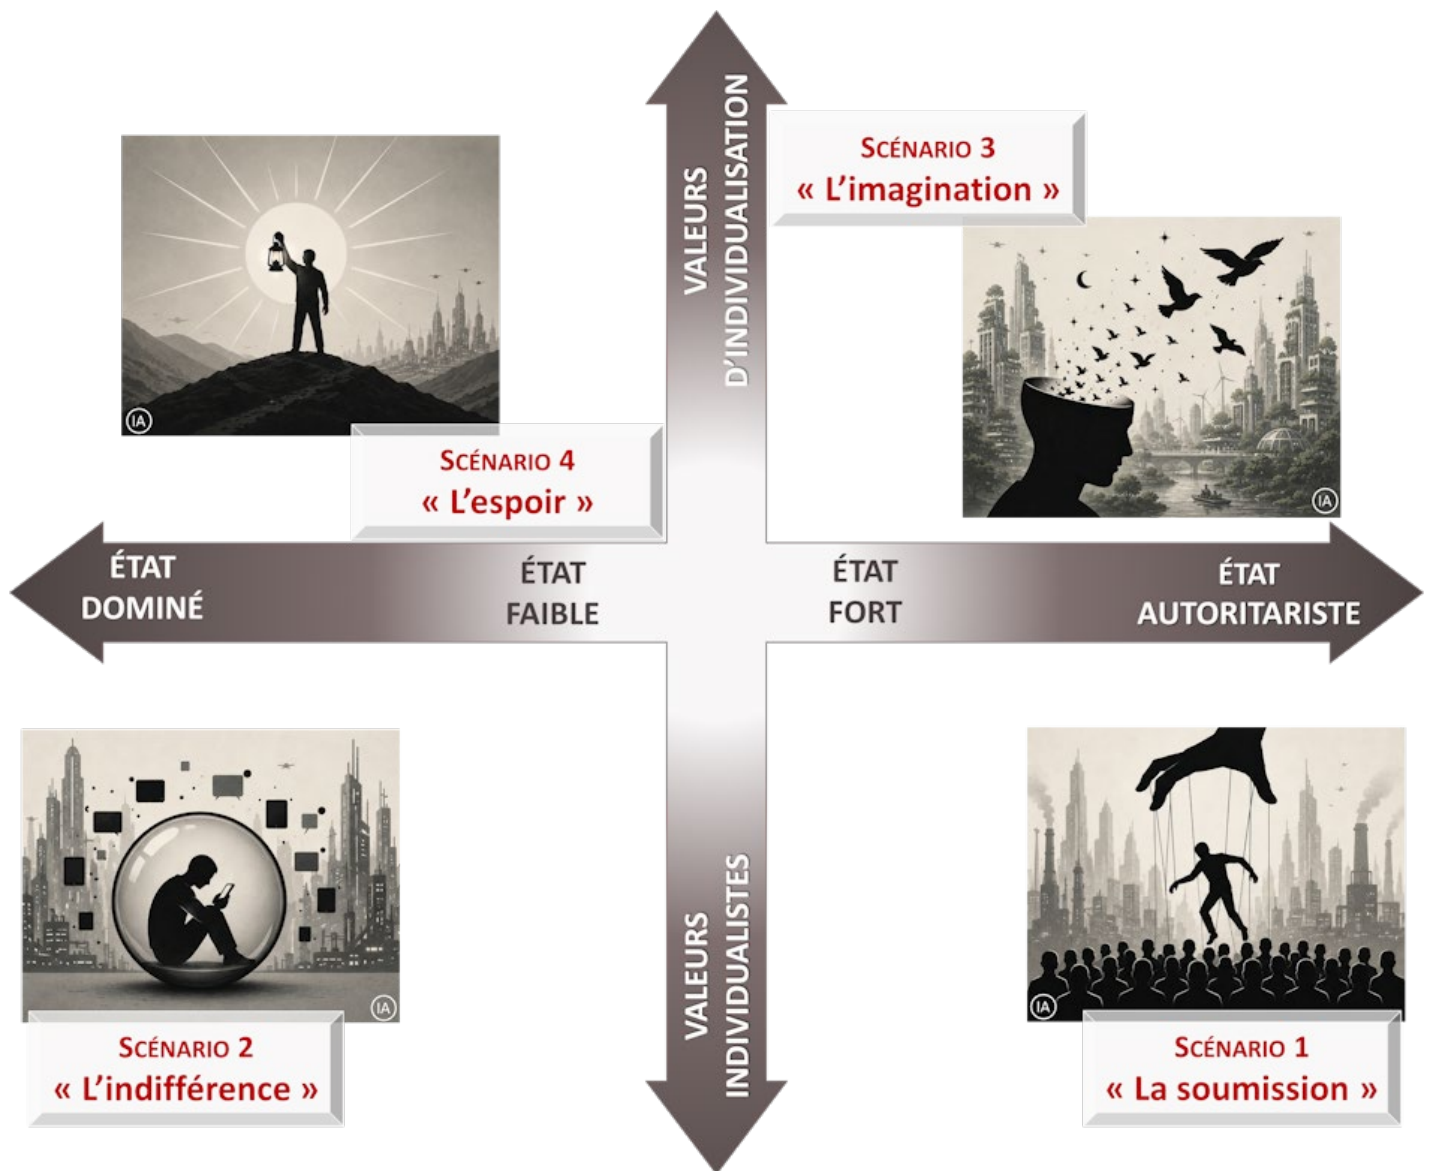 VALEURS
D'INDIVIDUALISATION
SCÉNARIO 3
« L'imagination »
IA
IA
SCÉNARIO 4
« L'espoir »
ÉTAT
DOMINÉ
ÉTAT
FAIBLE
ÉTAT
FORT
ÉTAT
AUTORITARISTE
VALEURS
INDIVIDUALISTES
IA
SCÉNARIO 2
« L'indifférence »
IA
SCÉNARIO 1
« La soumission »